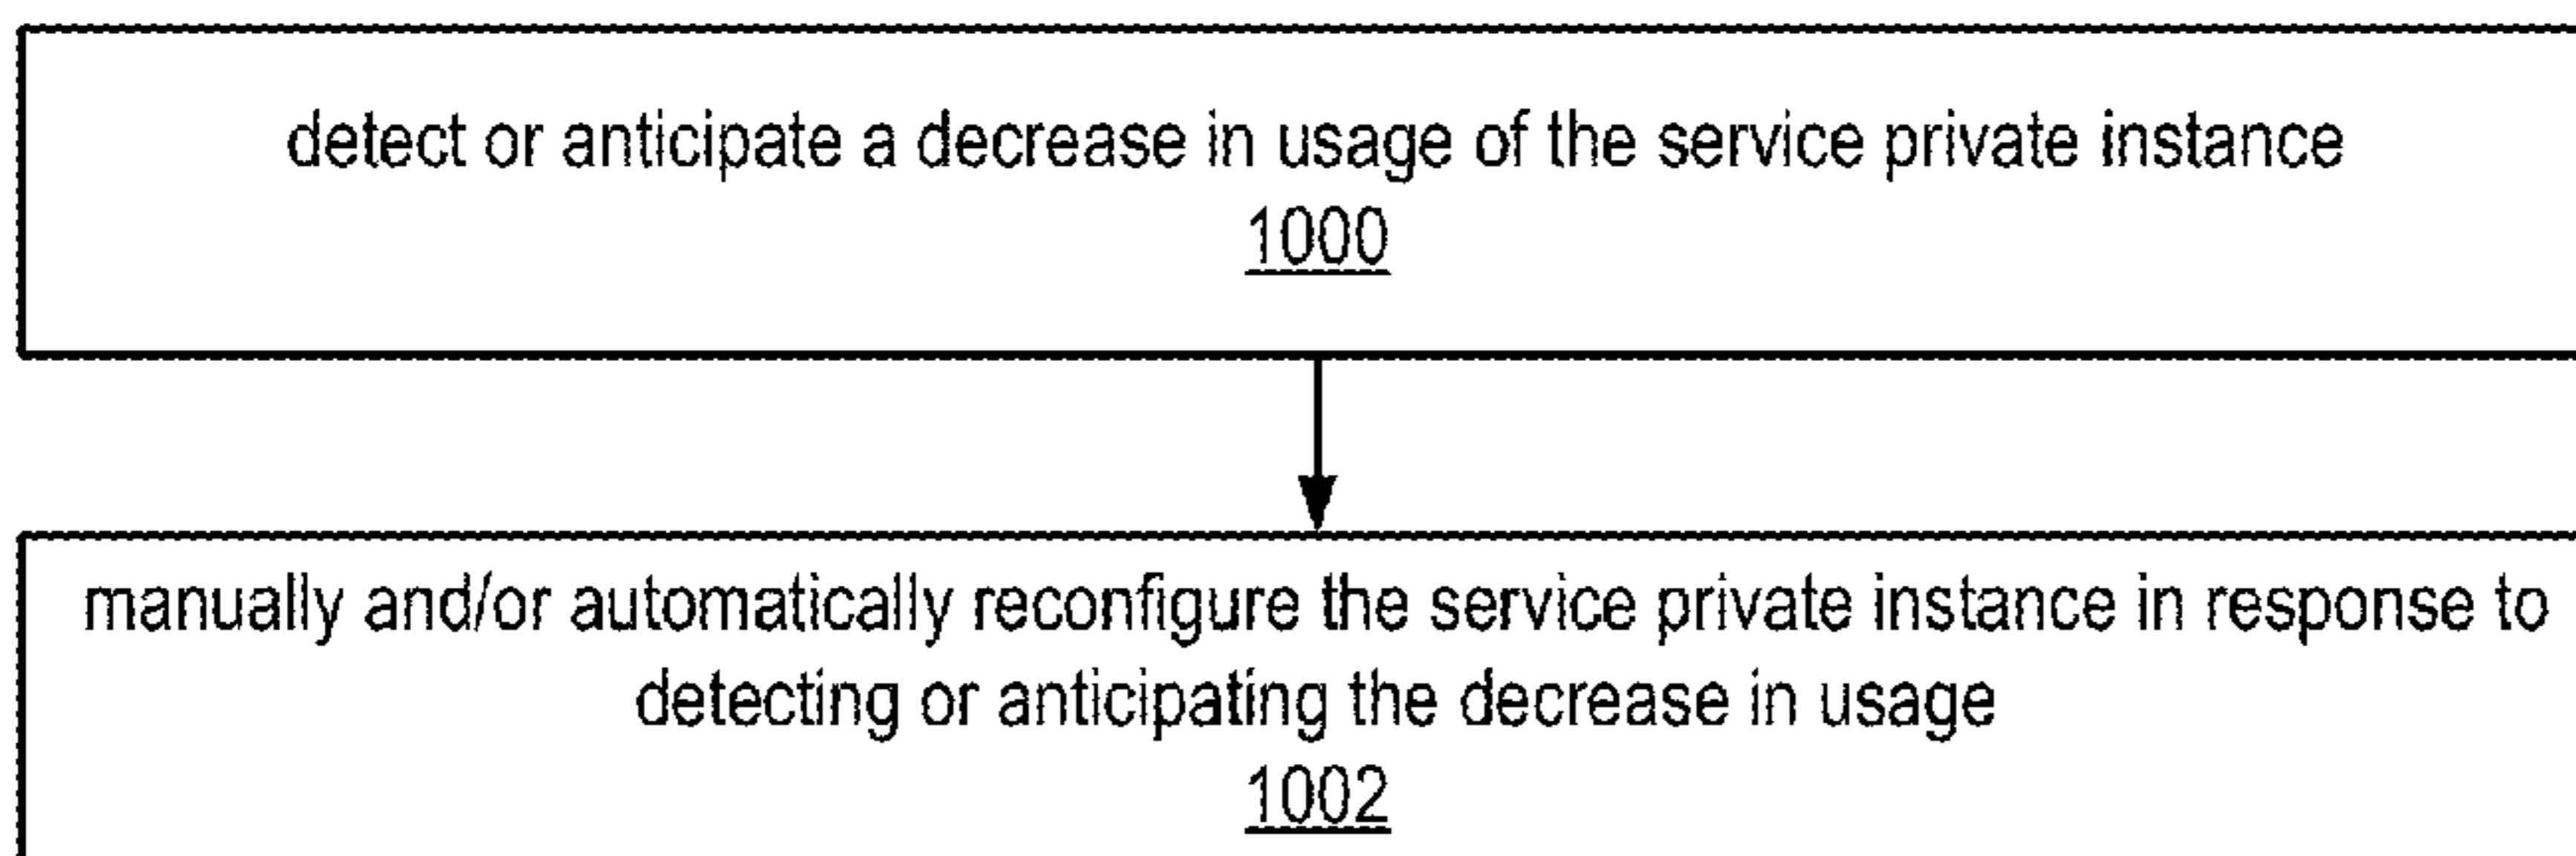 detect or anticipate a decrease in usage of the service private instance
1000
manually and/or automatically reconfigure the service private instance in response to
detecting or anticipating the decrease in usage
1002